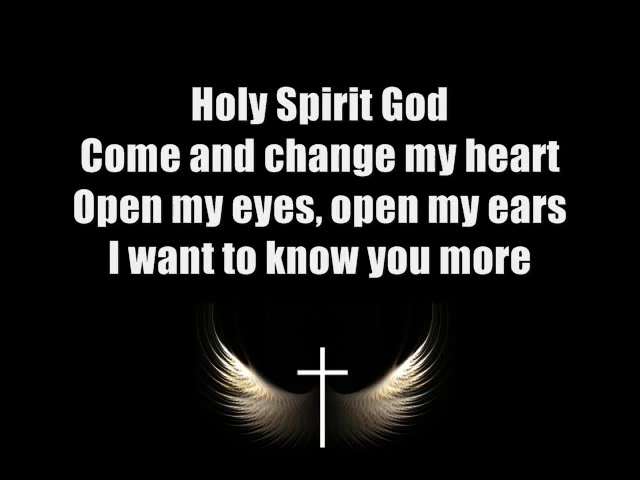 Holy Spirit God
Come and change my heart
Open my eyes, open my ears
I want to know you more